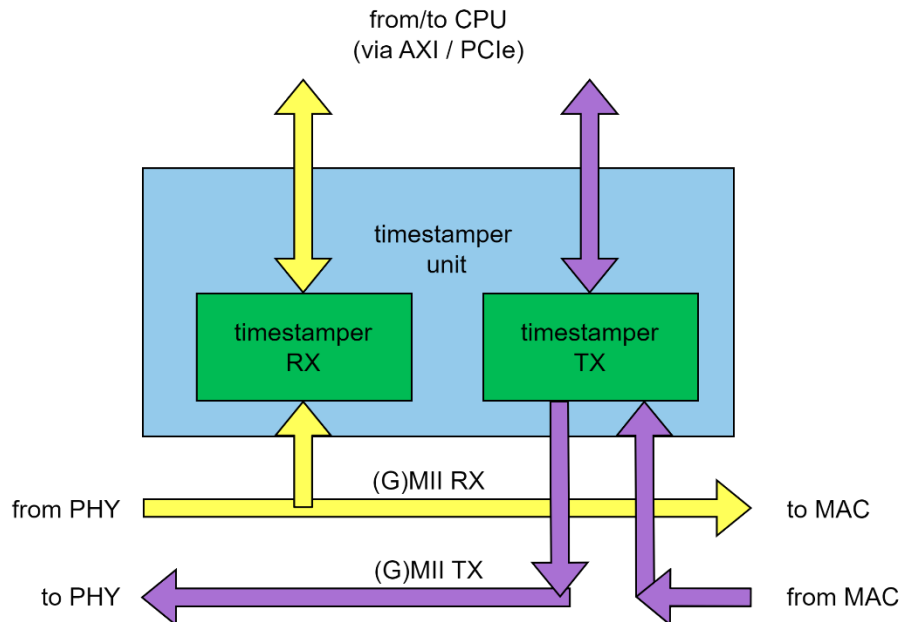 from/to CPU
(via AXI / PCIe)
timestamper
unit
timestamper
RX
timestamper
TX
(G)MII RX
from PHY
to MAC
(G)MII TX
to PHY
from MAC